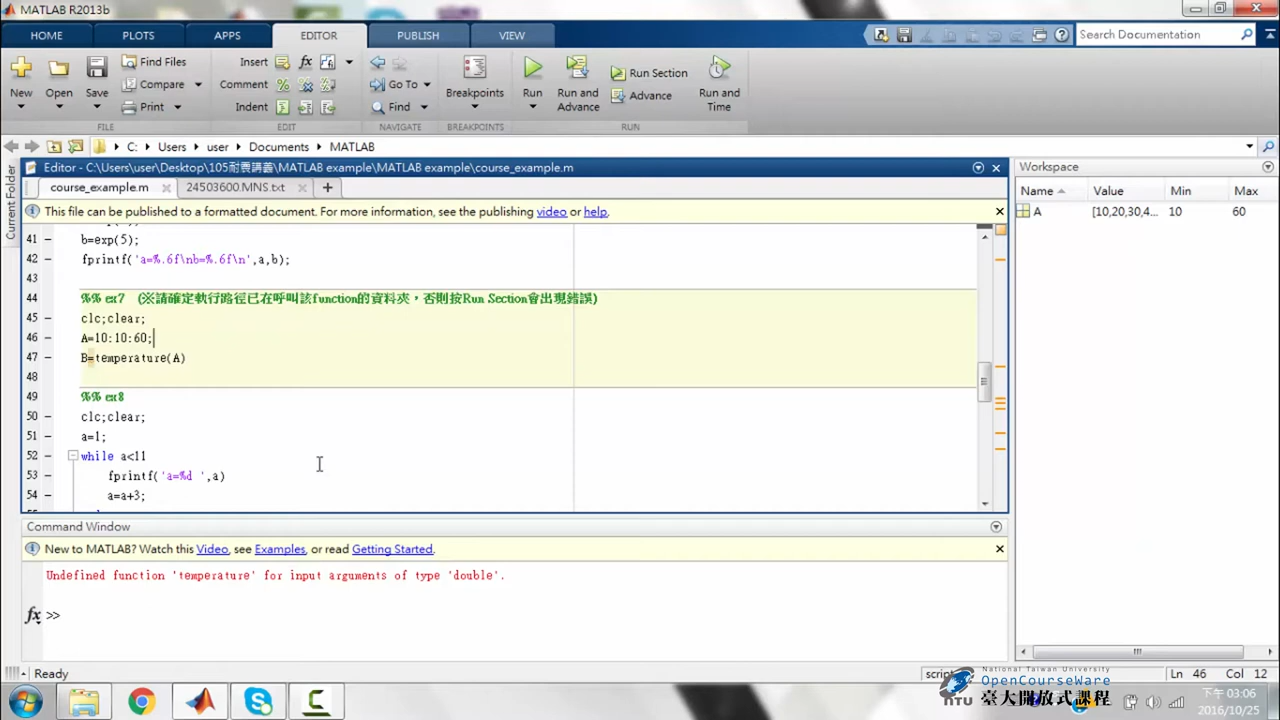 MATLAB R2013b
HOME PLOTS APPS EDITOR PUBLISH VIEW Search Documentation
New Open Save Find Files Compare Print Insert Comment Indent fx Go To Find Breakpoints Run Run and Advance Run Section Advance Run and Time
FILE EDIT NAVIGATE BREAKPOINTS RUN
C: Users user Documents MATLAB
Current Folder
Editor - C:\Users\user\Desktop\105耐震講義\MATLAB example\MATLAB example\course_example.m
course_example.m 24503600.MNS.txt
This file can be published to a formatted document. For more information, see the publishing video or help.
41 b=exp(5);
42 fprintf('a=%.6f\nb=%.6f\n',a,b);
43
44 %% ex7 (※請確定執行路徑已在呼叫該function的資料夾，否則按Run Section會出現錯誤)
45 clc;clear;
46 A=10:10:60;
47 B=temperature(A)
48
49 %% ex8
50 clc;clear;
51 a=1;
52 while a<11
53 fprintf('a=%d ',a)
54 a=a+3;
Command Window
New to MATLAB? Watch this Video, see Examples, or read Getting Started.
Undefined function 'temperature' for input arguments of type 'double'.
fx >>
Workspace
Name Value Min Max
A [10,20,30,4... 10 60
Ready
Ln 46 Col 12
National Taiwan University
OpenCourseWare
NTU 臺大開放式課程
下午 03:06
2016/10/25